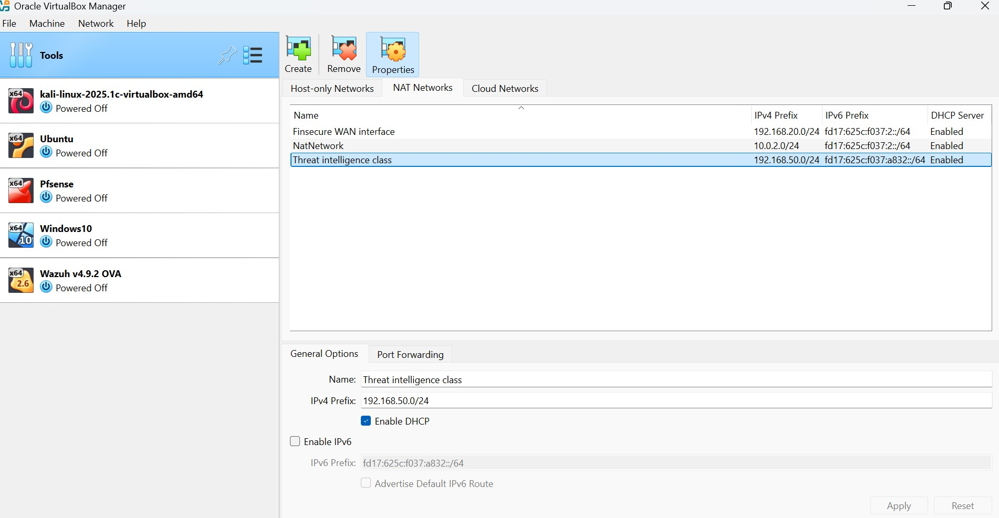 Oracle VirtualBox Manager
File Machine Network Help
Tools
Create Remove Properties
x64 kali-linux-2025.1c-virtualbox-amd64
Powered Off
x64 Ubuntu
Powered Off
x64 Pfsense
Powered Off
x64 10 Windows10
Powered Off
x64 2.6 Wazuh v4.9.2 OVA
Powered Off
Host-only Networks NAT Networks Cloud Networks
Name IPv4 Prefix IPv6 Prefix DHCP Server
Finsecure WAN interface 192.168.20.0/24 fd17:625c:f037:2::/64 Enabled
NatNetwork 10.0.2.0/24 fd17:625c:f037:2::/64 Enabled
Threat intelligence class 192.168.50.0/24 fd17:625c:f037:a832::/64 Enabled
General Options Port Forwarding
Name: Threat intelligence class
IPv4 Prefix: 192.168.50.0/24
Enable DHCP
Enable IPv6
IPv6 Prefix: fd17:625c:f037:a832::/64
Advertise Default IPv6 Route
Apply Reset